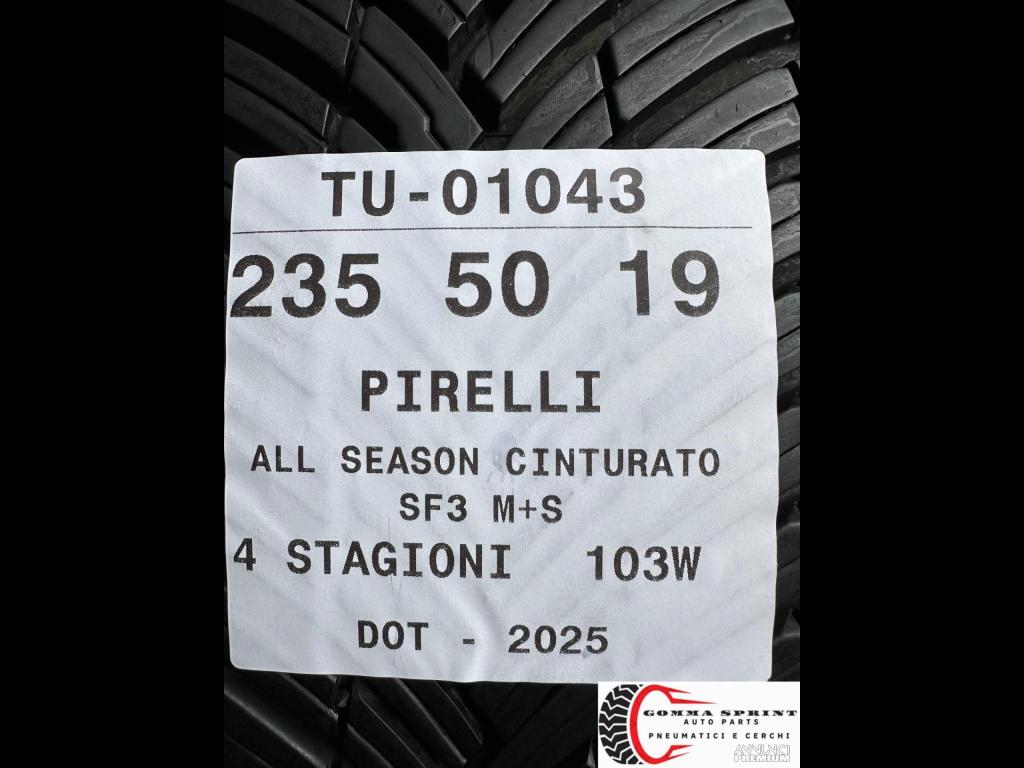 TU-01043
235 50 19
PIRELLI
ALL SEASON CINTURATO
SF3 M+S
4 STAGIONI 103W
DOT - 2025
GOMMA SPRINT
AUTO PARTS
PNEUMATICI E CERCHI
ANNUNCI
PREMIUM